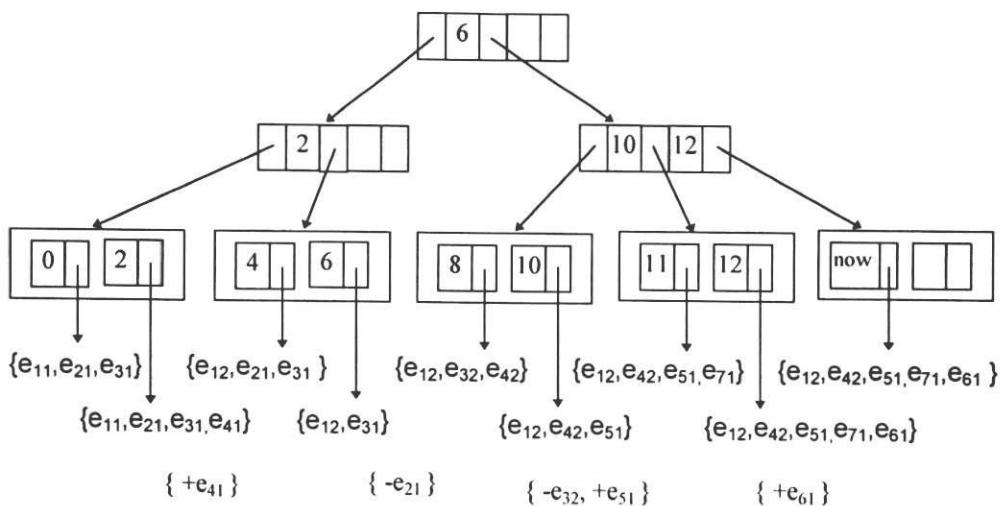 6
2
10 12
0 2 4 6 8 10 11 12 now
{e11,e21,e31} {e12,e21,e31 } {e12,e32,e42} {e12,e42,e51,e71} {e12,e42,e51,e71,e61 }
{e11,e21,e31,e41} {e12,e31} {e12,e42,e51} {e12,e42,e51,e71,e61}
{ +e41} { -e21} { -e32, +e51} { +e61}